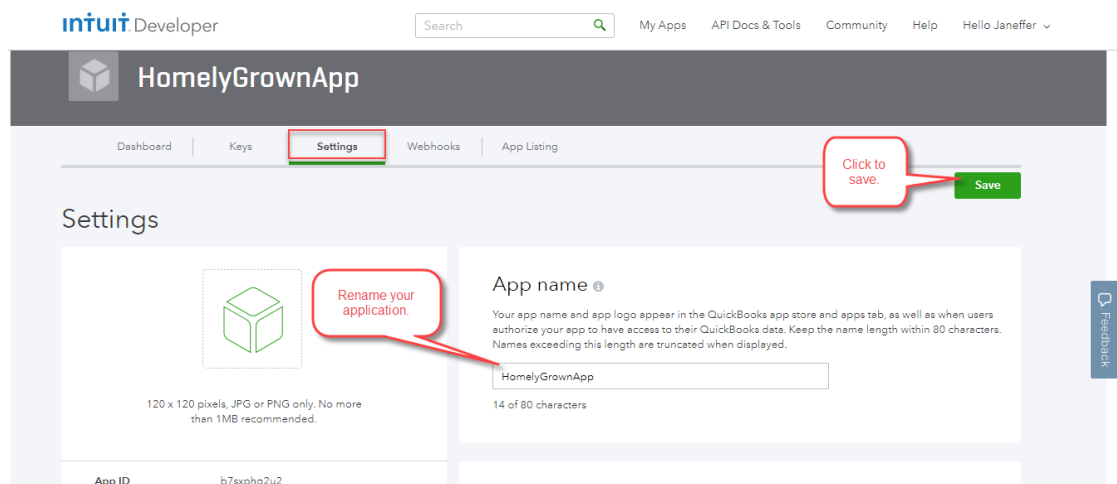 ıntuıt Developer
Search
My Apps
API Docs & Tools
Community
Help
Hello Janeffer
HomelyGrownApp
Dashboard
Keys
Settings
Webhooks
App Listing
Click to
save.
Save
Settings
Rename your
application.
120 x 120 pixels, JPG or PNG only. No more
than 1MB recommended.
App ID
b7sxphg2u2
App name
Your app name and app logo appear in the QuickBooks app store and apps tab, as well as when users
authorize your app to have access to their QuickBooks data. Keep the name length within 80 characters.
Names exceeding this length are truncated when displayed.
HomelyGrownApp
14 of 80 characters
Feedback